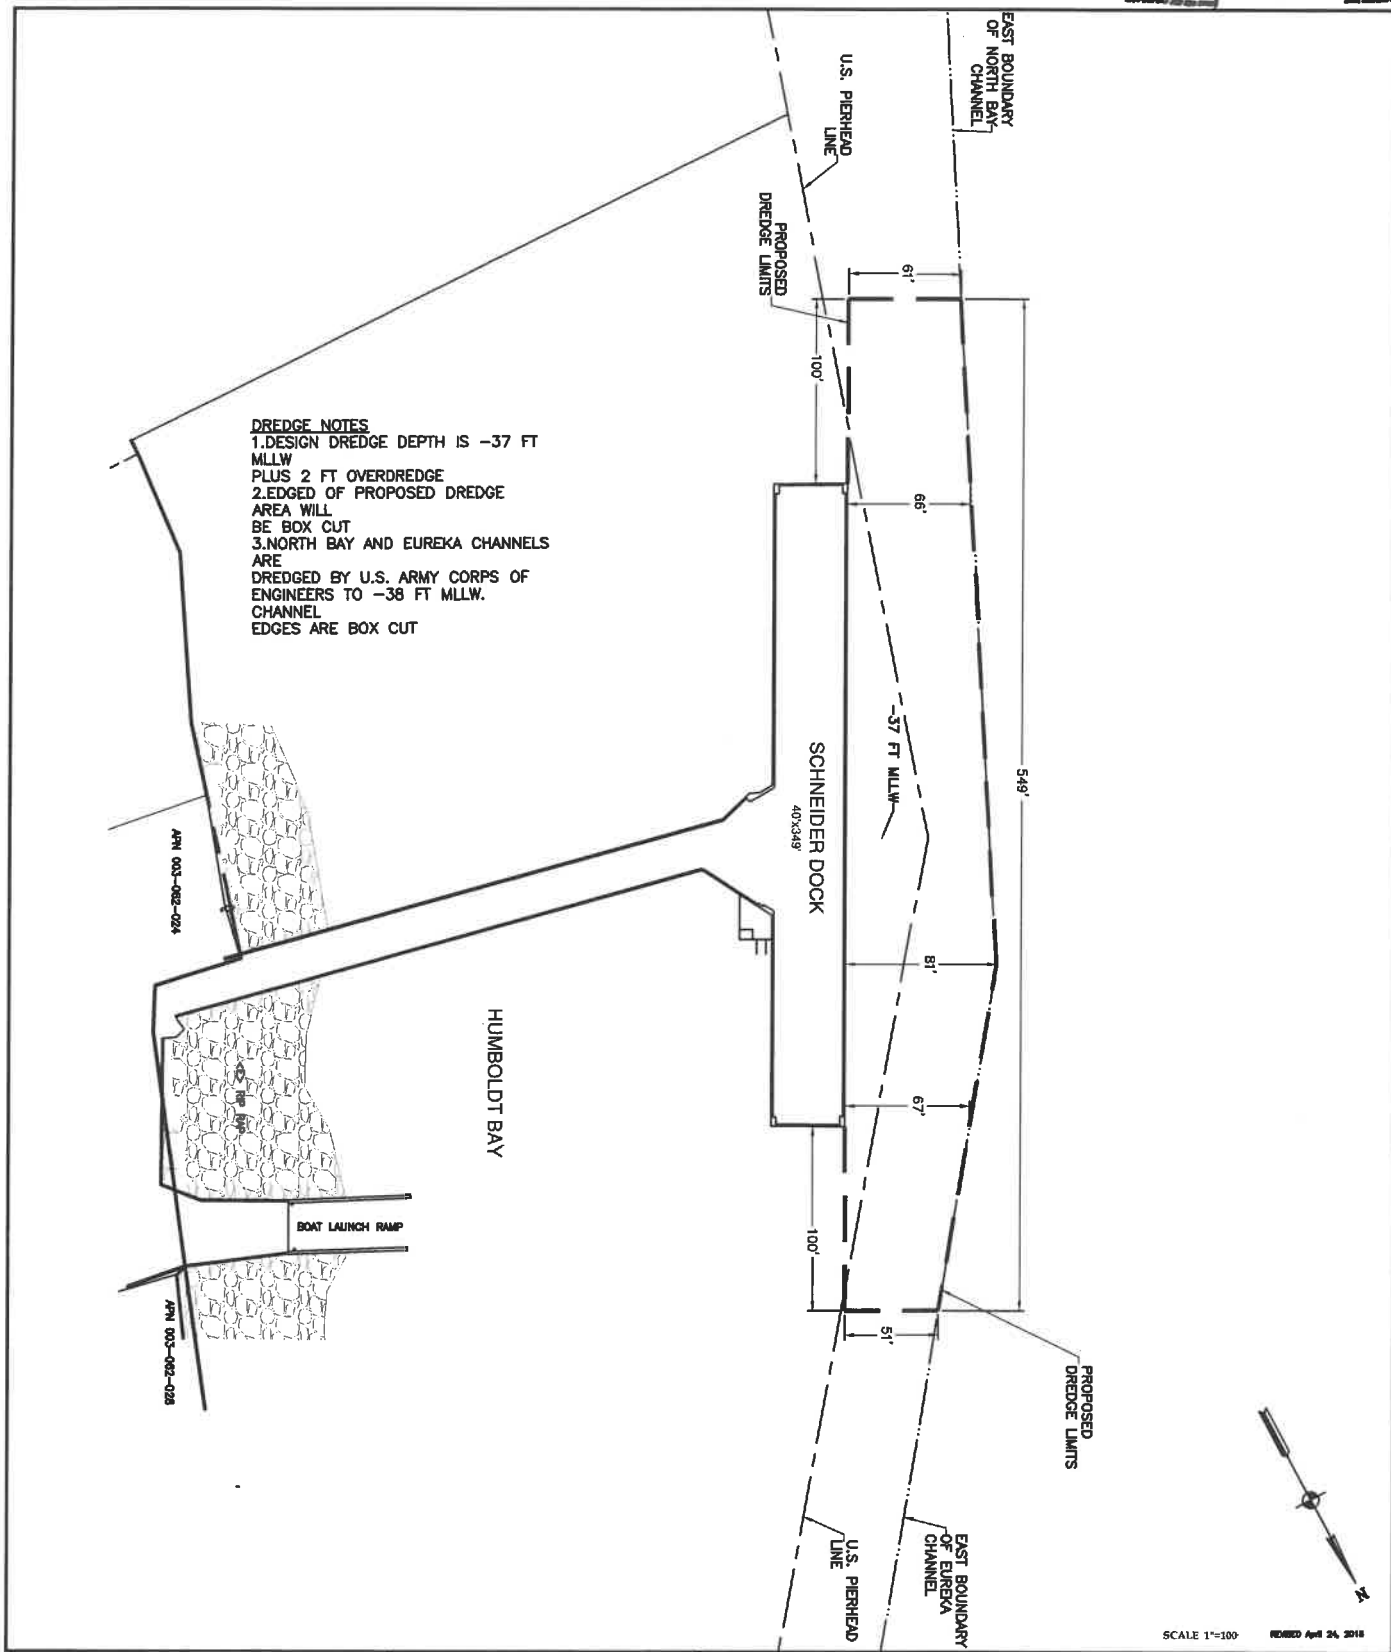 EAST BOUNDARY
OF NORTH BAY
CHANNEL
U.S. PIERHEAD
LINE
PROPOSED
DREDGE LIMITS
61'
100'
66'
549'
DREDGE NOTES
1.DESIGN DREDGE DEPTH IS -37 FT
MLLW
PLUS 2 FT OVERDREDGE
2.EDGED OF PROPOSED DREDGE
AREA WILL
BE BOX CUT
3.NORTH BAY AND EUREKA CHANNELS
ARE
DREDGED BY U.S. ARMY CORPS OF
ENGINEERS TO -38 FT MLLW.
CHANNEL
EDGES ARE BOX CUT
-37 FT MLLW
SCHNEIDER DOCK
40'x349'
81'
67'
100'
51'
APN 003-062-024
HUMBOLDT BAY
<E> RIP RAP
BOAT LAUNCH RAMP
APN 003-062-028
PROPOSED
DREDGE LIMITS
U.S. PIERHEAD
LINE
EAST BOUNDARY
OF EUREKA
CHANNEL
N
SCALE 1"=100
REVISED April 24, 2018